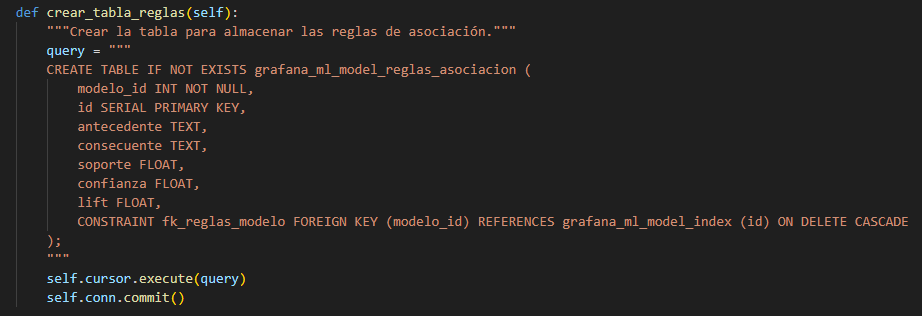 def crear_tabla_reglas(self):
"""Crear la tabla para almacenar las reglas de asociación."""
query = """
CREATE TABLE IF NOT EXISTS grafana_ml_model_reglas_asociacion (
modelo_id INT NOT NULL,
id SERIAL PRIMARY KEY,
antecedente TEXT,
consecuente TEXT,
soporte FLOAT,
confianza FLOAT,
lift FLOAT,
CONSTRAINT fk_reglas_modelo FOREIGN KEY (modelo_id) REFERENCES grafana_ml_model_index (id) ON DELETE CASCADE
);
"""
self.cursor.execute(query)
self.conn.commit()